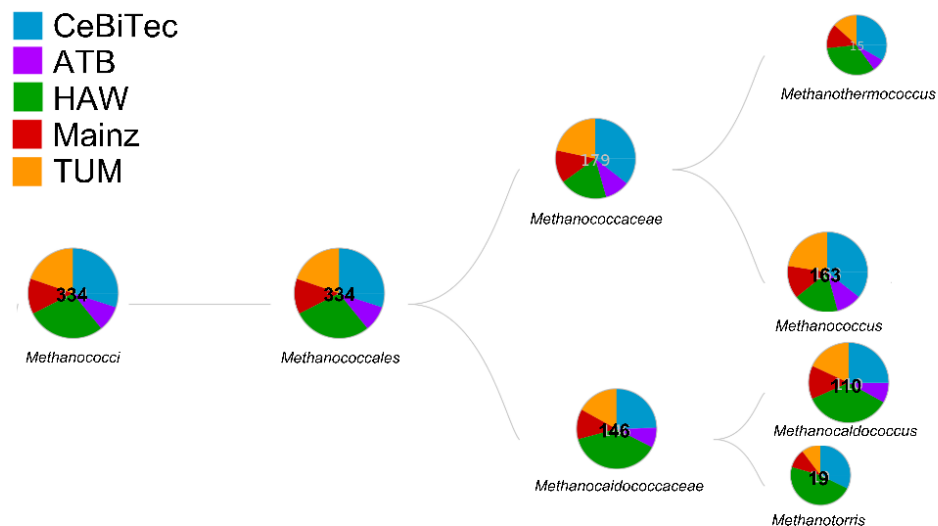 CeBiTec
ATB
HAW
Mainz
TUM
15
Methanothermococcus
179
Methanococcaceae
334
Methanococci
334
Methanococcales
163
Methanococcus
110
Methanocaldococcus
146
Methanocaidococcaceae
19
Methanotorris